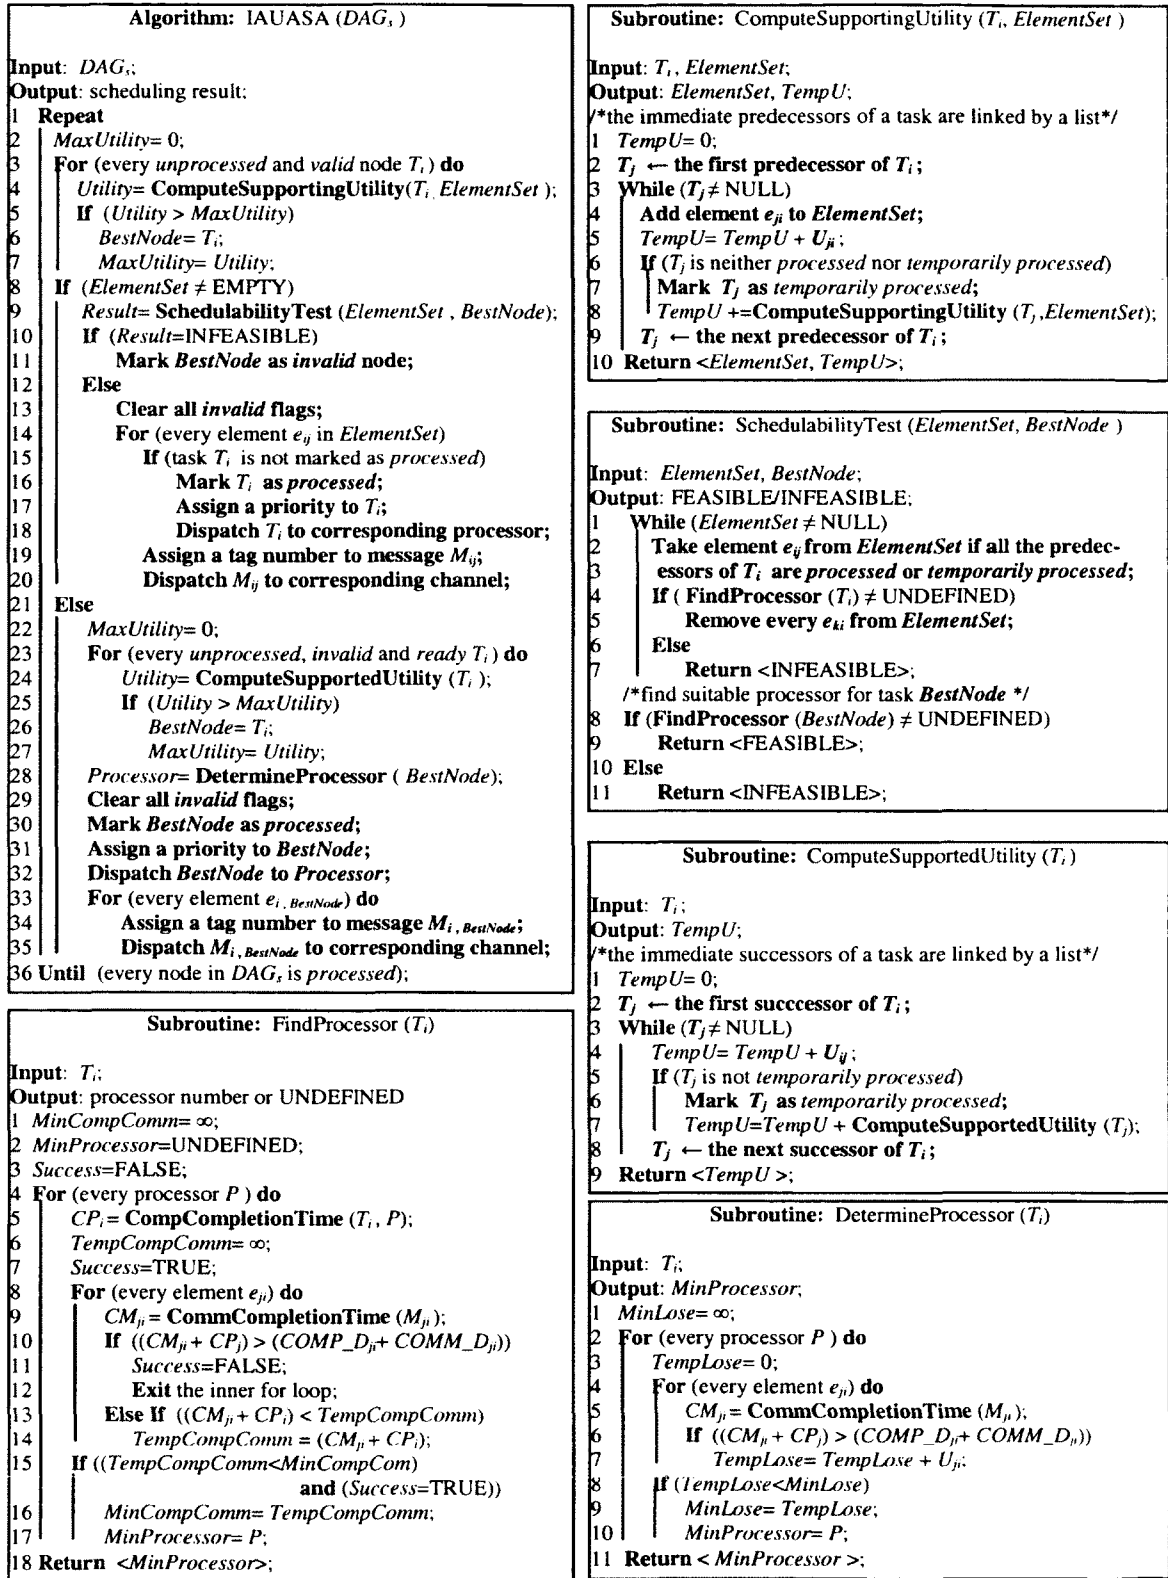 Algorithm: IAUASA (DAGs )
Input: DAGs;
Output: scheduling result;
1 Repeat
2 MaxUtility= 0;
3 For (every unprocessed and valid node Ti ) do
4 Utility= ComputeSupportingUtility(Ti, ElementSet );
5 If (Utility > MaxUtility)
6 BestNode= Ti;
7 MaxUtility= Utility;
8 If (ElementSet ≠ EMPTY)
9 Result= SchedulabilityTest (ElementSet , BestNode);
10 If (Result=INFEASIBLE)
11 Mark BestNode as invalid node;
12 Else
13 Clear all invalid flags;
14 For (every element eij in ElementSet)
15 If (task Ti is not marked as processed)
16 Mark Ti as processed;
17 Assign a priority to Ti;
18 Dispatch Ti to corresponding processor;
19 Assign a tag number to message Mij;
20 Dispatch Mij to corresponding channel;
21 Else
22 MaxUtility= 0;
23 For (every unprocessed, invalid and ready Ti ) do
24 Utility= ComputeSupportedUtility (Ti );
25 If (Utility > MaxUtility)
26 BestNode= Ti;
27 MaxUtility= Utility;
28 Processor= DetermineProcessor ( BestNode);
29 Clear all invalid flags;
30 Mark BestNode as processed;
31 Assign a priority to BestNode;
32 Dispatch BestNode to Processor;
33 For (every element ei, BestNode) do
34 Assign a tag number to message Mi, BestNode;
35 Dispatch Mi, BestNode to corresponding channel;
36 Until (every node in DAGs is processed);
Subroutine: FindProcessor (Ti)
Input: Ti;
Output: processor number or UNDEFINED
1 MinCompComm= ∞;
2 MinProcessor=UNDEFINED;
3 Success=FALSE;
4 For (every processor P ) do
5 CPi= CompCompletionTime (Ti, P);
6 TempCompComm= ∞;
7 Success=TRUE;
8 For (every element eji) do
9 CMji = CommCompletionTime (Mji );
10 If ((CMji + CPj) > (COMP_Dji+ COMM_Dji))
11 Success=FALSE;
12 Exit the inner for loop;
13 Else If ((CMji + CPi) < TempCompComm)
14 TempCompComm = (CMji + CPi);
15 If ((TempCompComm<MinCompCom)
and (Success=TRUE))
16 MinCompComm= TempCompComm;
17 MinProcessor= P;
18 Return <MinProcessor>;
Subroutine: ComputeSupportingUtility (Ti, ElementSet )
Input: Ti, ElementSet;
Output: ElementSet, TempU;
/*the immediate predecessors of a task are linked by a list*/
1 TempU= 0;
2 Tj ← the first predecessor of Ti ;
3 While (Tj ≠ NULL)
4 Add element eji to ElementSet;
5 TempU= TempU + Uji ;
6 If (Tj is neither processed nor temporarily processed)
7 Mark Tj as temporarily processed;
8 TempU +=ComputeSupportingUtility (Tj ,ElementSet);
9 Tj ← the next predecessor of Ti ;
10 Return <ElementSet, TempU>;
Subroutine: SchedulabilityTest (ElementSet, BestNode )
Input: ElementSet, BestNode;
Output: FEASIBLE/INFEASIBLE;
1 While (ElementSet ≠ NULL)
2 Take element eij from ElementSet if all the predec-
3 essors of Ti are processed or temporarily processed;
4 If ( FindProcessor (Ti) ≠ UNDEFINED)
5 Remove every eki from ElementSet;
6 Else
7 Return <INFEASIBLE>;
/*find suitable processor for task BestNode */
8 If (FindProcessor (BestNode) ≠ UNDEFINED)
9 Return <FEASIBLE>;
10 Else
11 Return <INFEASIBLE>;
Subroutine: ComputeSupportedUtility (Ti )
Input: Ti ;
Output: TempU;
/*the immediate successors of a task are linked by a list*/
1 TempU= 0;
2 Tj ← the first succcessor of Ti ;
3 While (Tj ≠ NULL)
4 TempU= TempU + Uij ;
5 If (Tj is not temporarily processed)
6 Mark Tj as temporarily processed;
7 TempU=TempU + ComputeSupportedUtility (Tj);
8 Tj ← the next successor of Ti ;
9 Return <TempU >;
Subroutine: DetermineProcessor (Ti)
Input: Ti;
Output: MinProcessor;
1 MinLose= ∞;
2 For (every processor P ) do
3 TempLose= 0;
4 For (every element eji) do
5 CMji = CommCompletionTime (Mji );
6 If ((CMji + CPj) > (COMP_Dji+ COMM_Dji))
7 TempLose= TempLose + Uji;
8 If (TempLose<MinLose)
9 MinLose= TempLose;
10 MinProcessor= P;
11 Return < MinProcessor >;